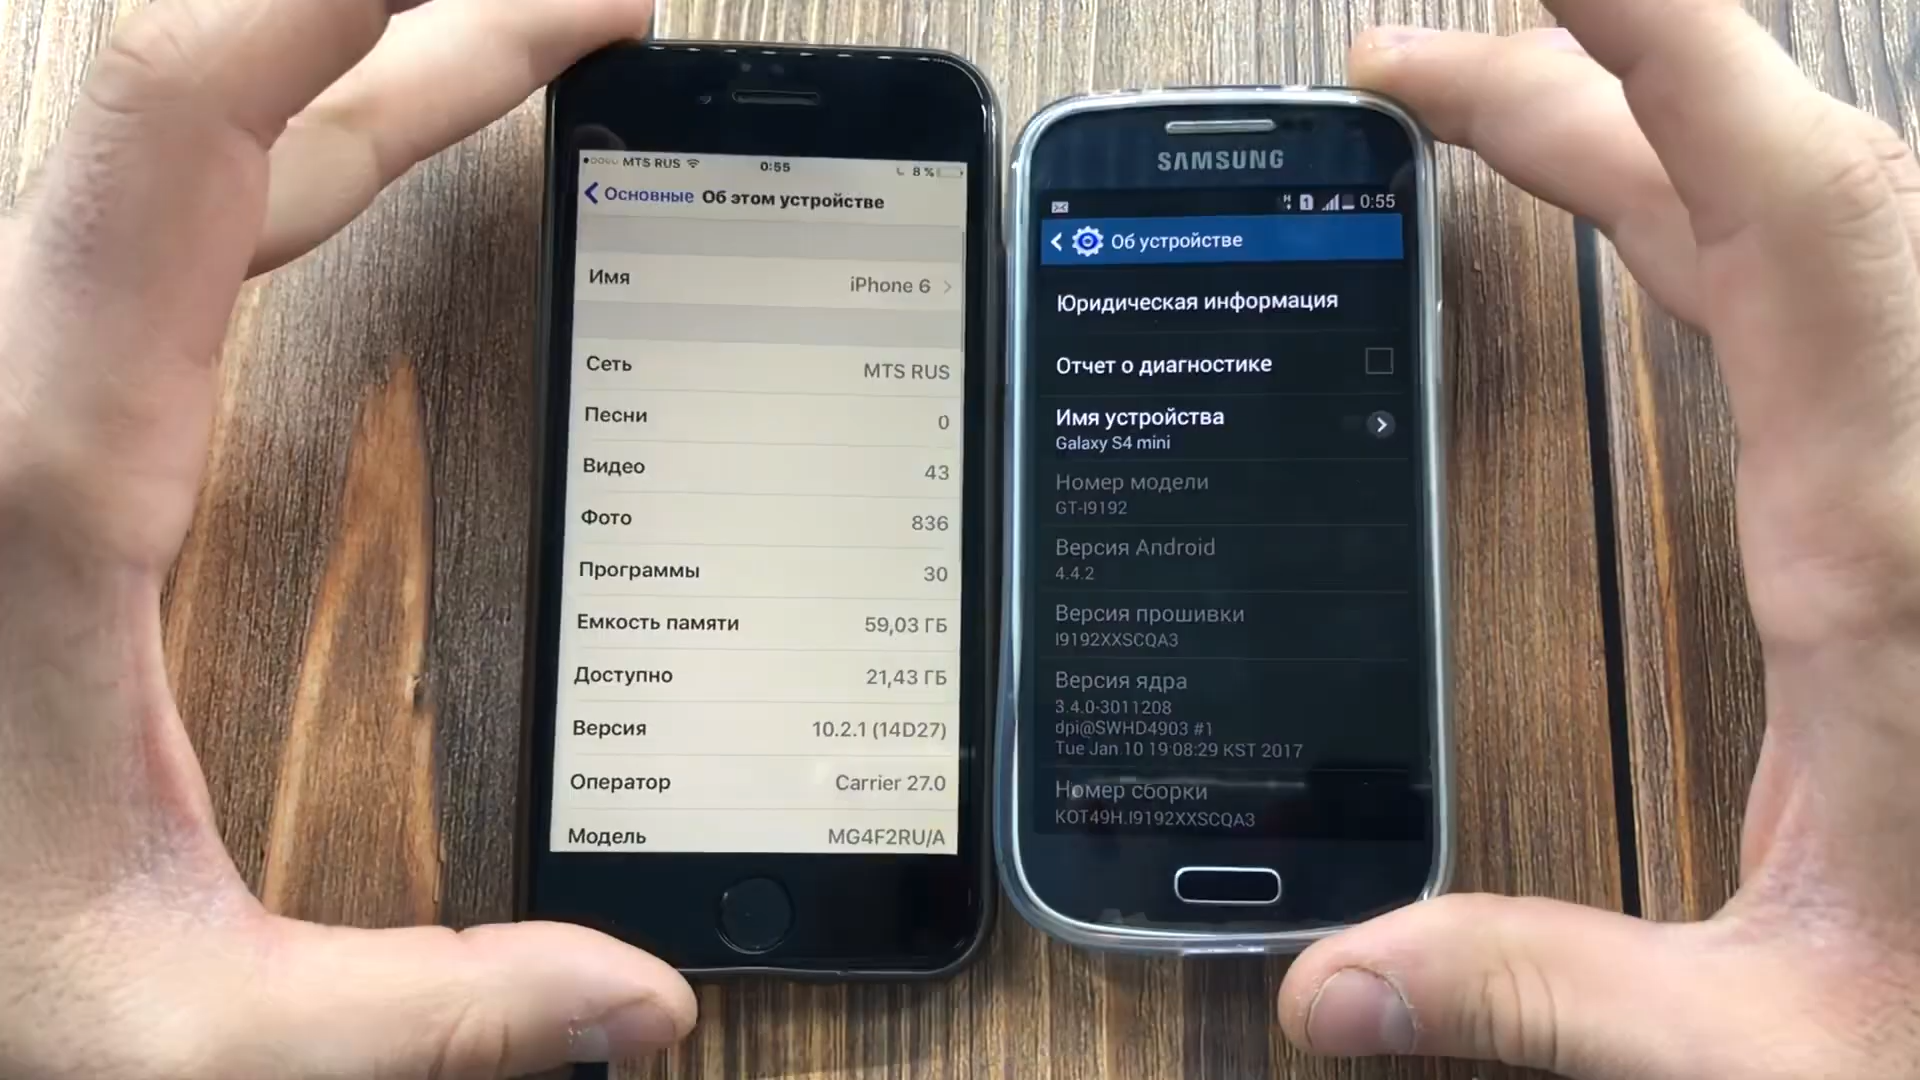 MTS RUS
0:55
8 %
Основные
Об этом устройстве
Имя
iPhone 6
Сеть
MTS RUS
Песни
0
Видео
43
Фото
836
Программы
30
Емкость памяти
59,03 ГБ
Доступно
21,43 ГБ
Версия
10.2.1 (14D27)
Оператор
Carrier 27.0
Модель
MG4F2RU/A
SAMSUNG
1
0:55
Об устройстве
Юридическая информация
Отчет о диагностике
Имя устройства
Galaxy S4 mini
Номер модели
GT-I9192
Версия Android
4.4.2
Версия прошивки
I9192XXSCQA3
Версия ядра
3.4.0-3011208
dpi@SWHD4903 #1
Tue Jan 10 19:08:29 KST 2017
Номер сборки
KOT49H.I9192XXSCQA3